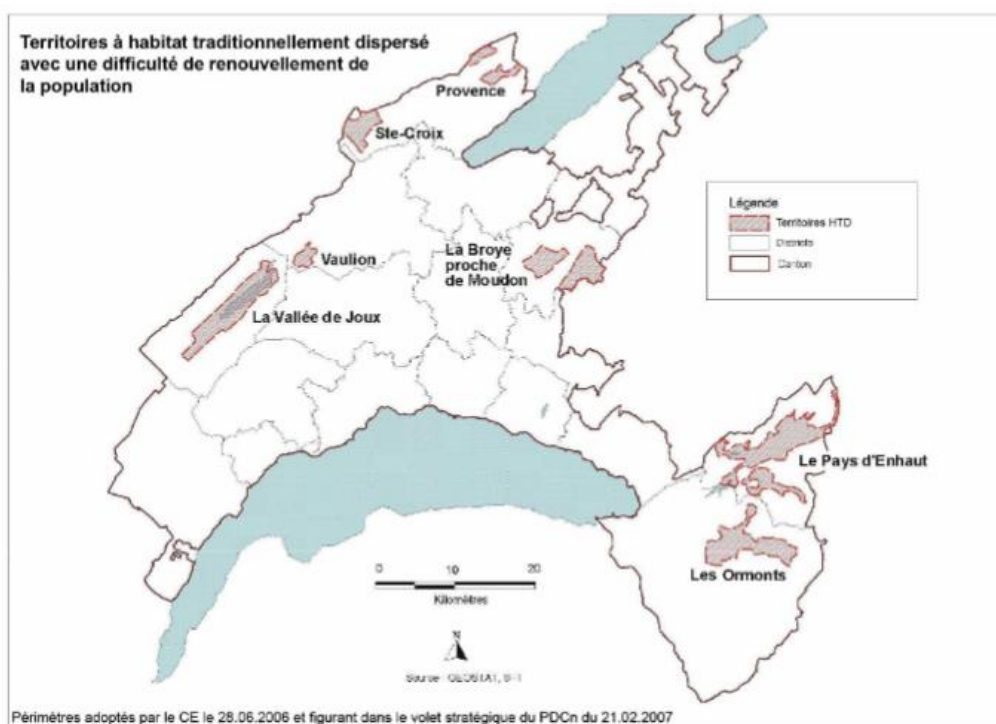 Territoires à habitat traditionnellement dispersé
avec une difficulté de renouvellement de
la population
Provence
Ste-Croix
Légende
Territoires HTD
Districts
Canton
Vaulion
La Broye
proche
de Moudon
La Vallée de Joux
Le Pays d'Enhaut
Les Ormonts
0 10 20
Kilomètres
N
Source : GEOSTAT,
Périmètres adoptés par le CE le 28.06.2006 et figurant dans le volet stratégique du PDCn du 21.02.2007